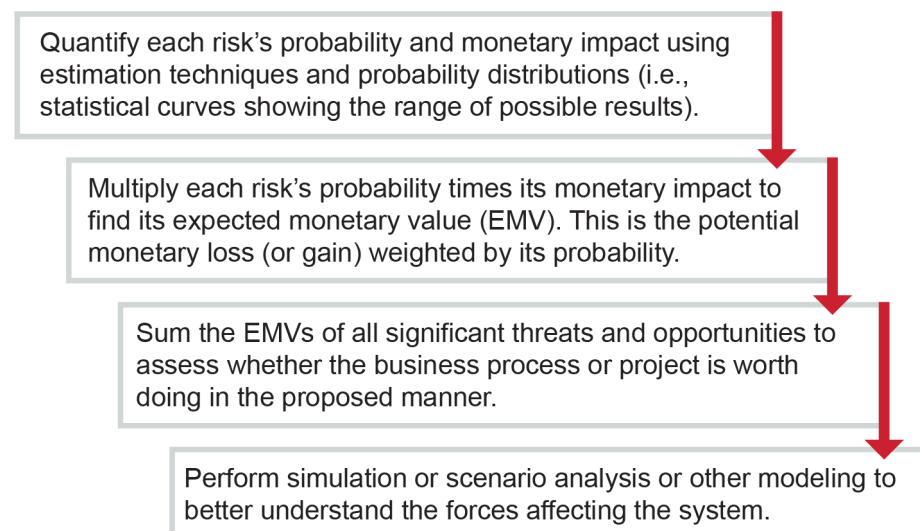 Quantify each risk’s probability and monetary impact using
estimation techniques and probability distributions (i.e.,
statistical curves showing the range of possible results).
Multiply each risk’s probability times its monetary impact to
find its expected monetary value (EMV). This is the potential
monetary loss (or gain) weighted by its probability.
Sum the EMVs of all significant threats and opportunities to
assess whether the business process or project is worth
doing in the proposed manner.
Perform simulation or scenario analysis or other modeling to
better understand the forces affecting the system.